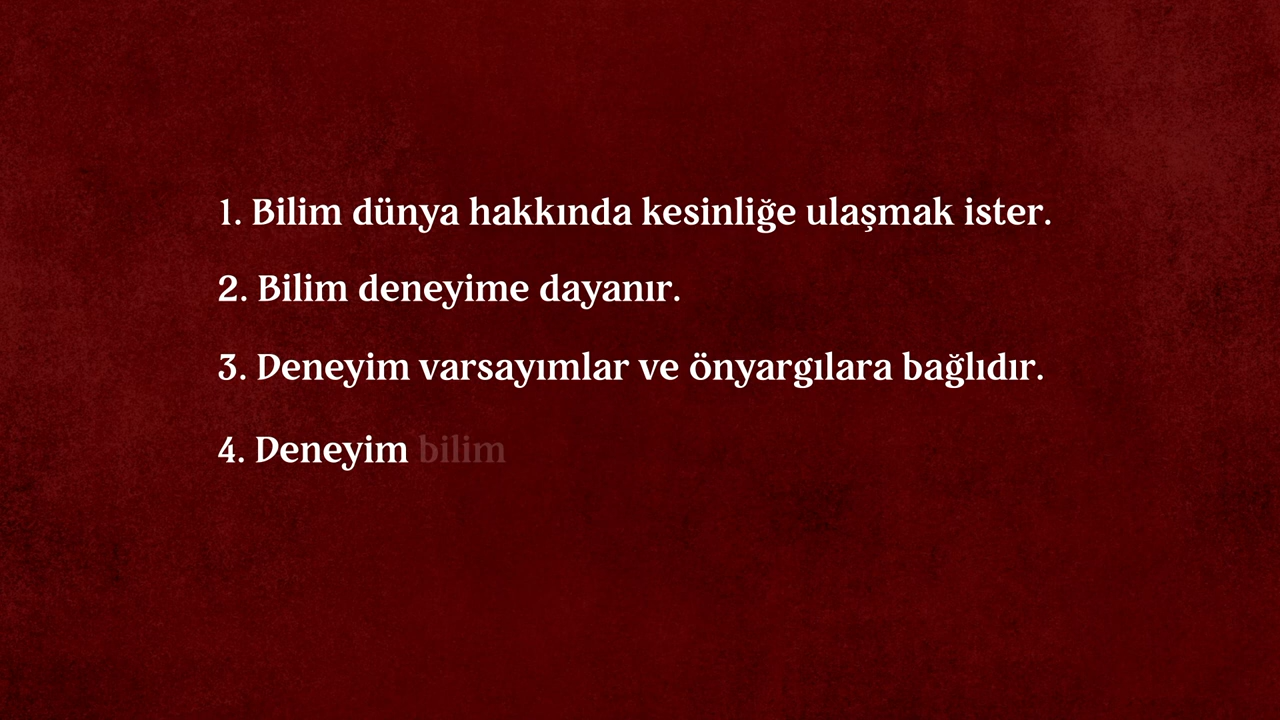 1. Bilim dünya hakkında kesinliğe ulaşmak ister.
2. Bilim deneyime dayanır.
3. Deneyim varsayımlar ve önyargılara bağlıdır.
4. Deneyim bilim